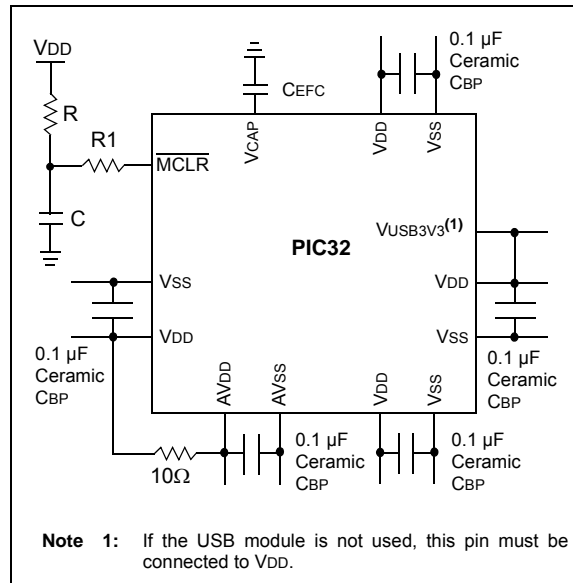 VDD
R
R1
MCLR
C
CEFC
VCAP
VDD
VSS
0.1 µF
Ceramic
CBP
VUSB3V3(1)
PIC32
VDD
VSS
0.1 µF
Ceramic
CBP
VSS
VDD
0.1 µF
Ceramic
CBP
AVDD
AVSS
VDD
VSS
10Ω
0.1 µF
Ceramic
CBP
0.1 µF
Ceramic
CBP
Note 1: If the USB module is not used, this pin must be
connected to VDD.